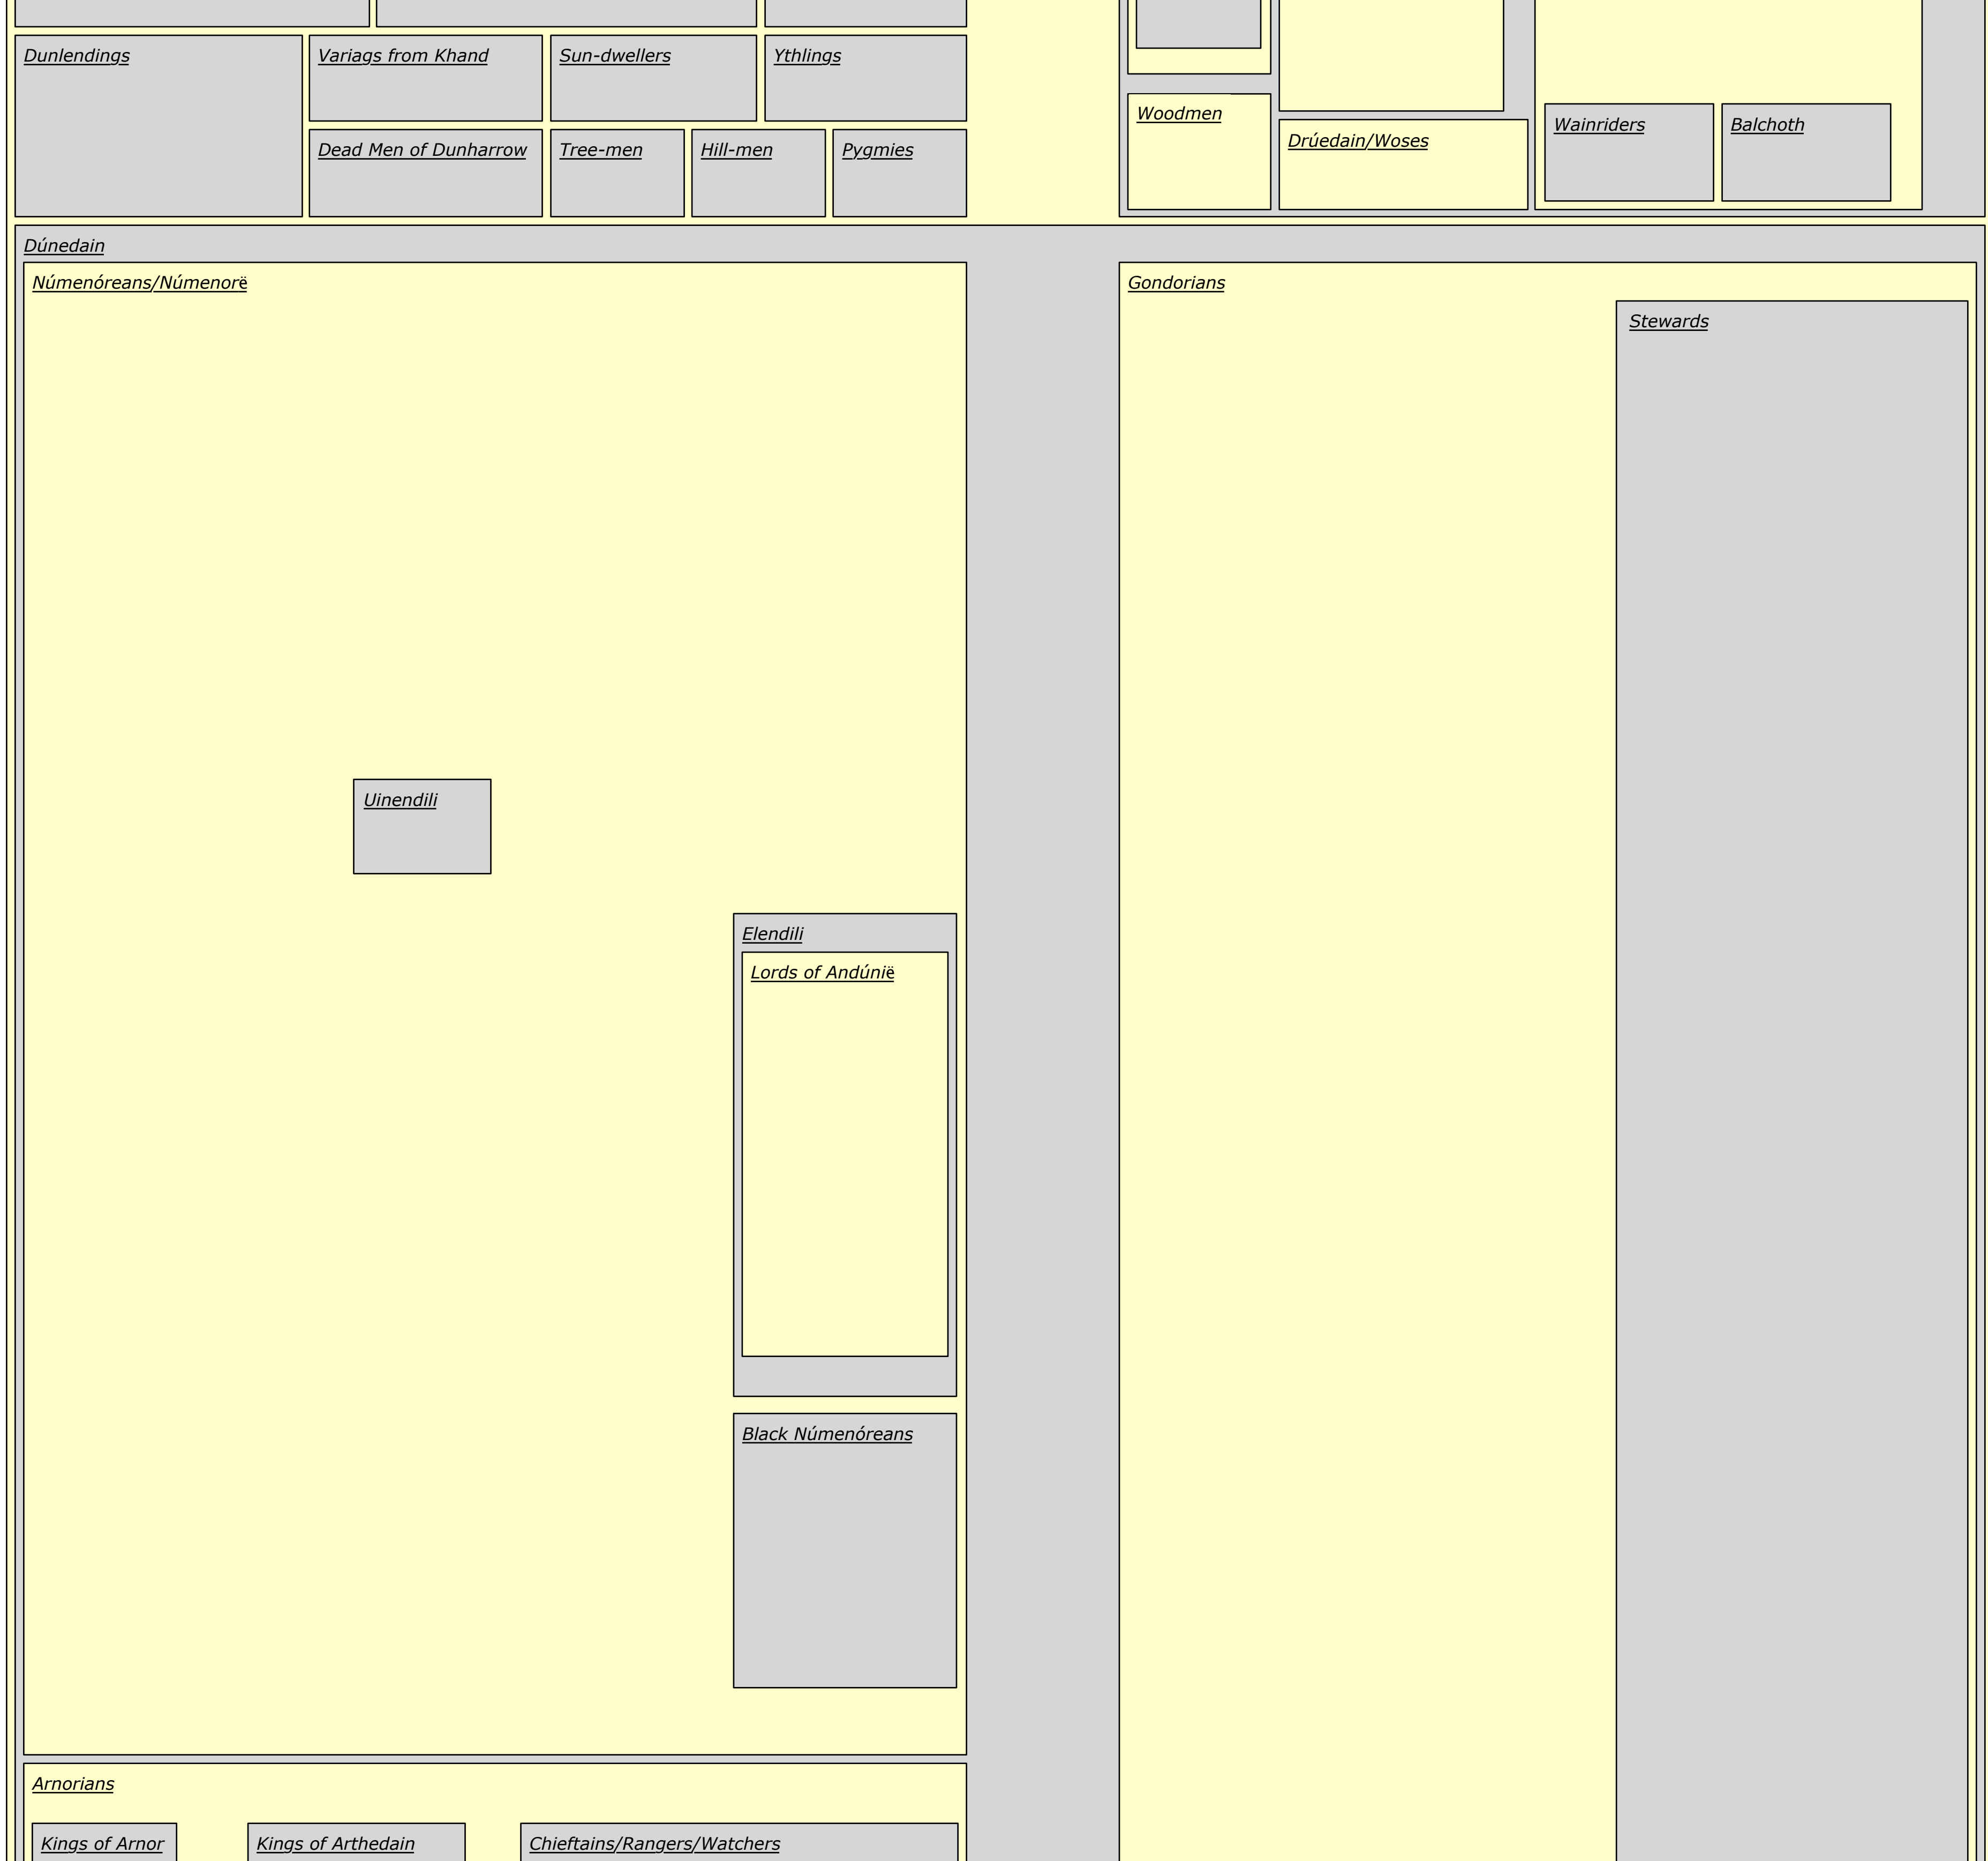 Dunlendings
Variags from Khand
Sun-dwellers
Ythlings
Dead Men of Dunharrow
Tree-men
Hill-men
Pygmies
Woodmen
Drúedain/Woses
Wainriders
Balchoth
Dúnedain
Númenóreans/Númenorë
Gondorians
Stewards
Uinendili
Elendili
Lords of Andúnië
Black Númenóreans
Arnorians
Kings of Arnor
Kings of Arthedain
Chieftains/Rangers/Watchers